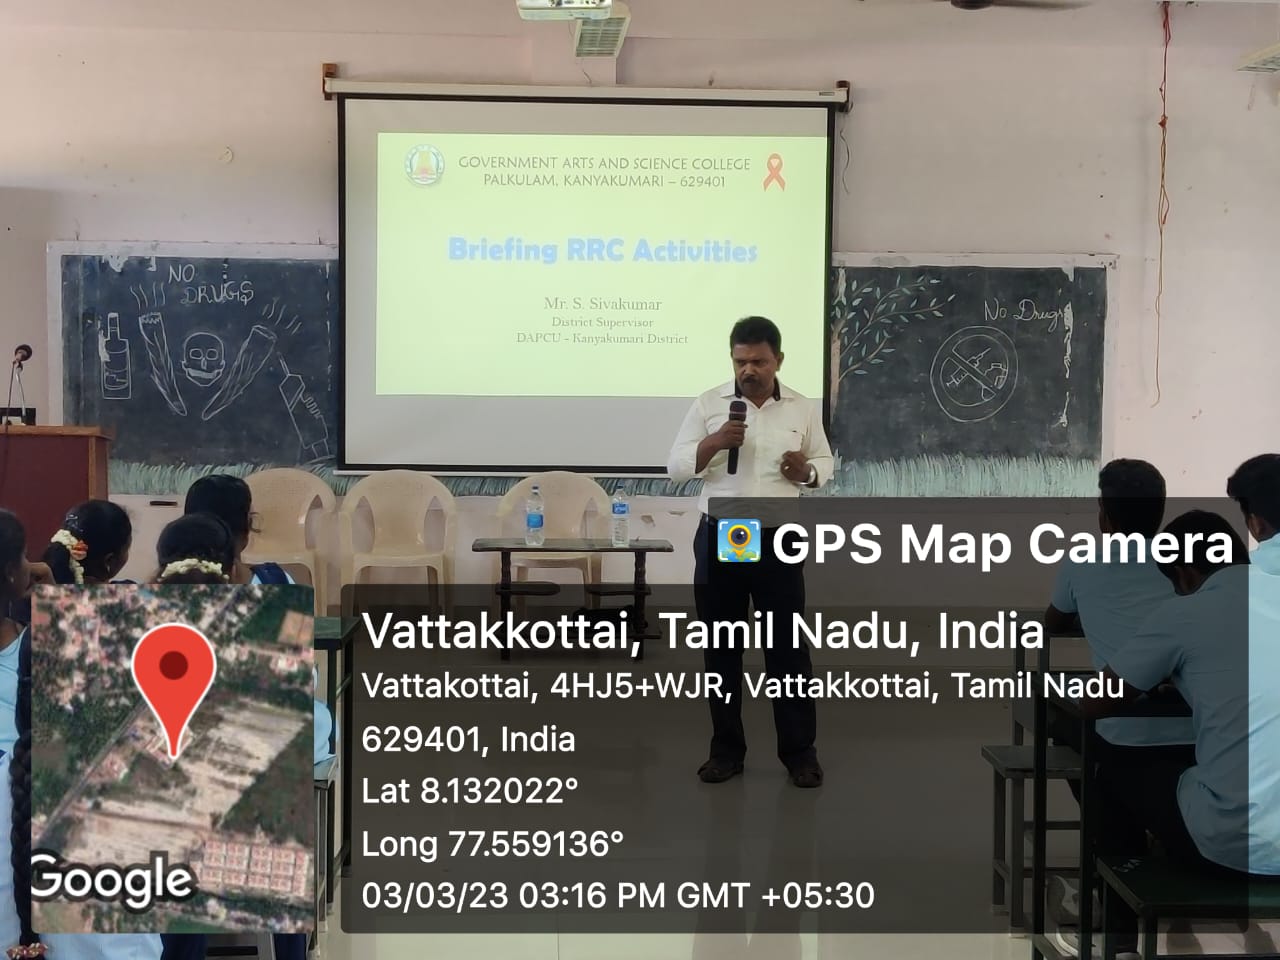 GOVERNMENT ARTS AND SCIENCE COLLEGE
PALKULAM, KANYAKUMARI – 629401
Briefing RRC Activities
Mr. S. Sivakumar
District Supervisor
DAPCU - Kanyakumari District
NO
DRUGS
No Drugs
GPS Map Camera
Vattakkottai, Tamil Nadu, India
Vattakottai, 4HJ5+WJR, Vattakkottai, Tamil Nadu
629401, India
Lat 8.132022°
Long 77.559136°
03/03/23 03:16 PM GMT +05:30
Google